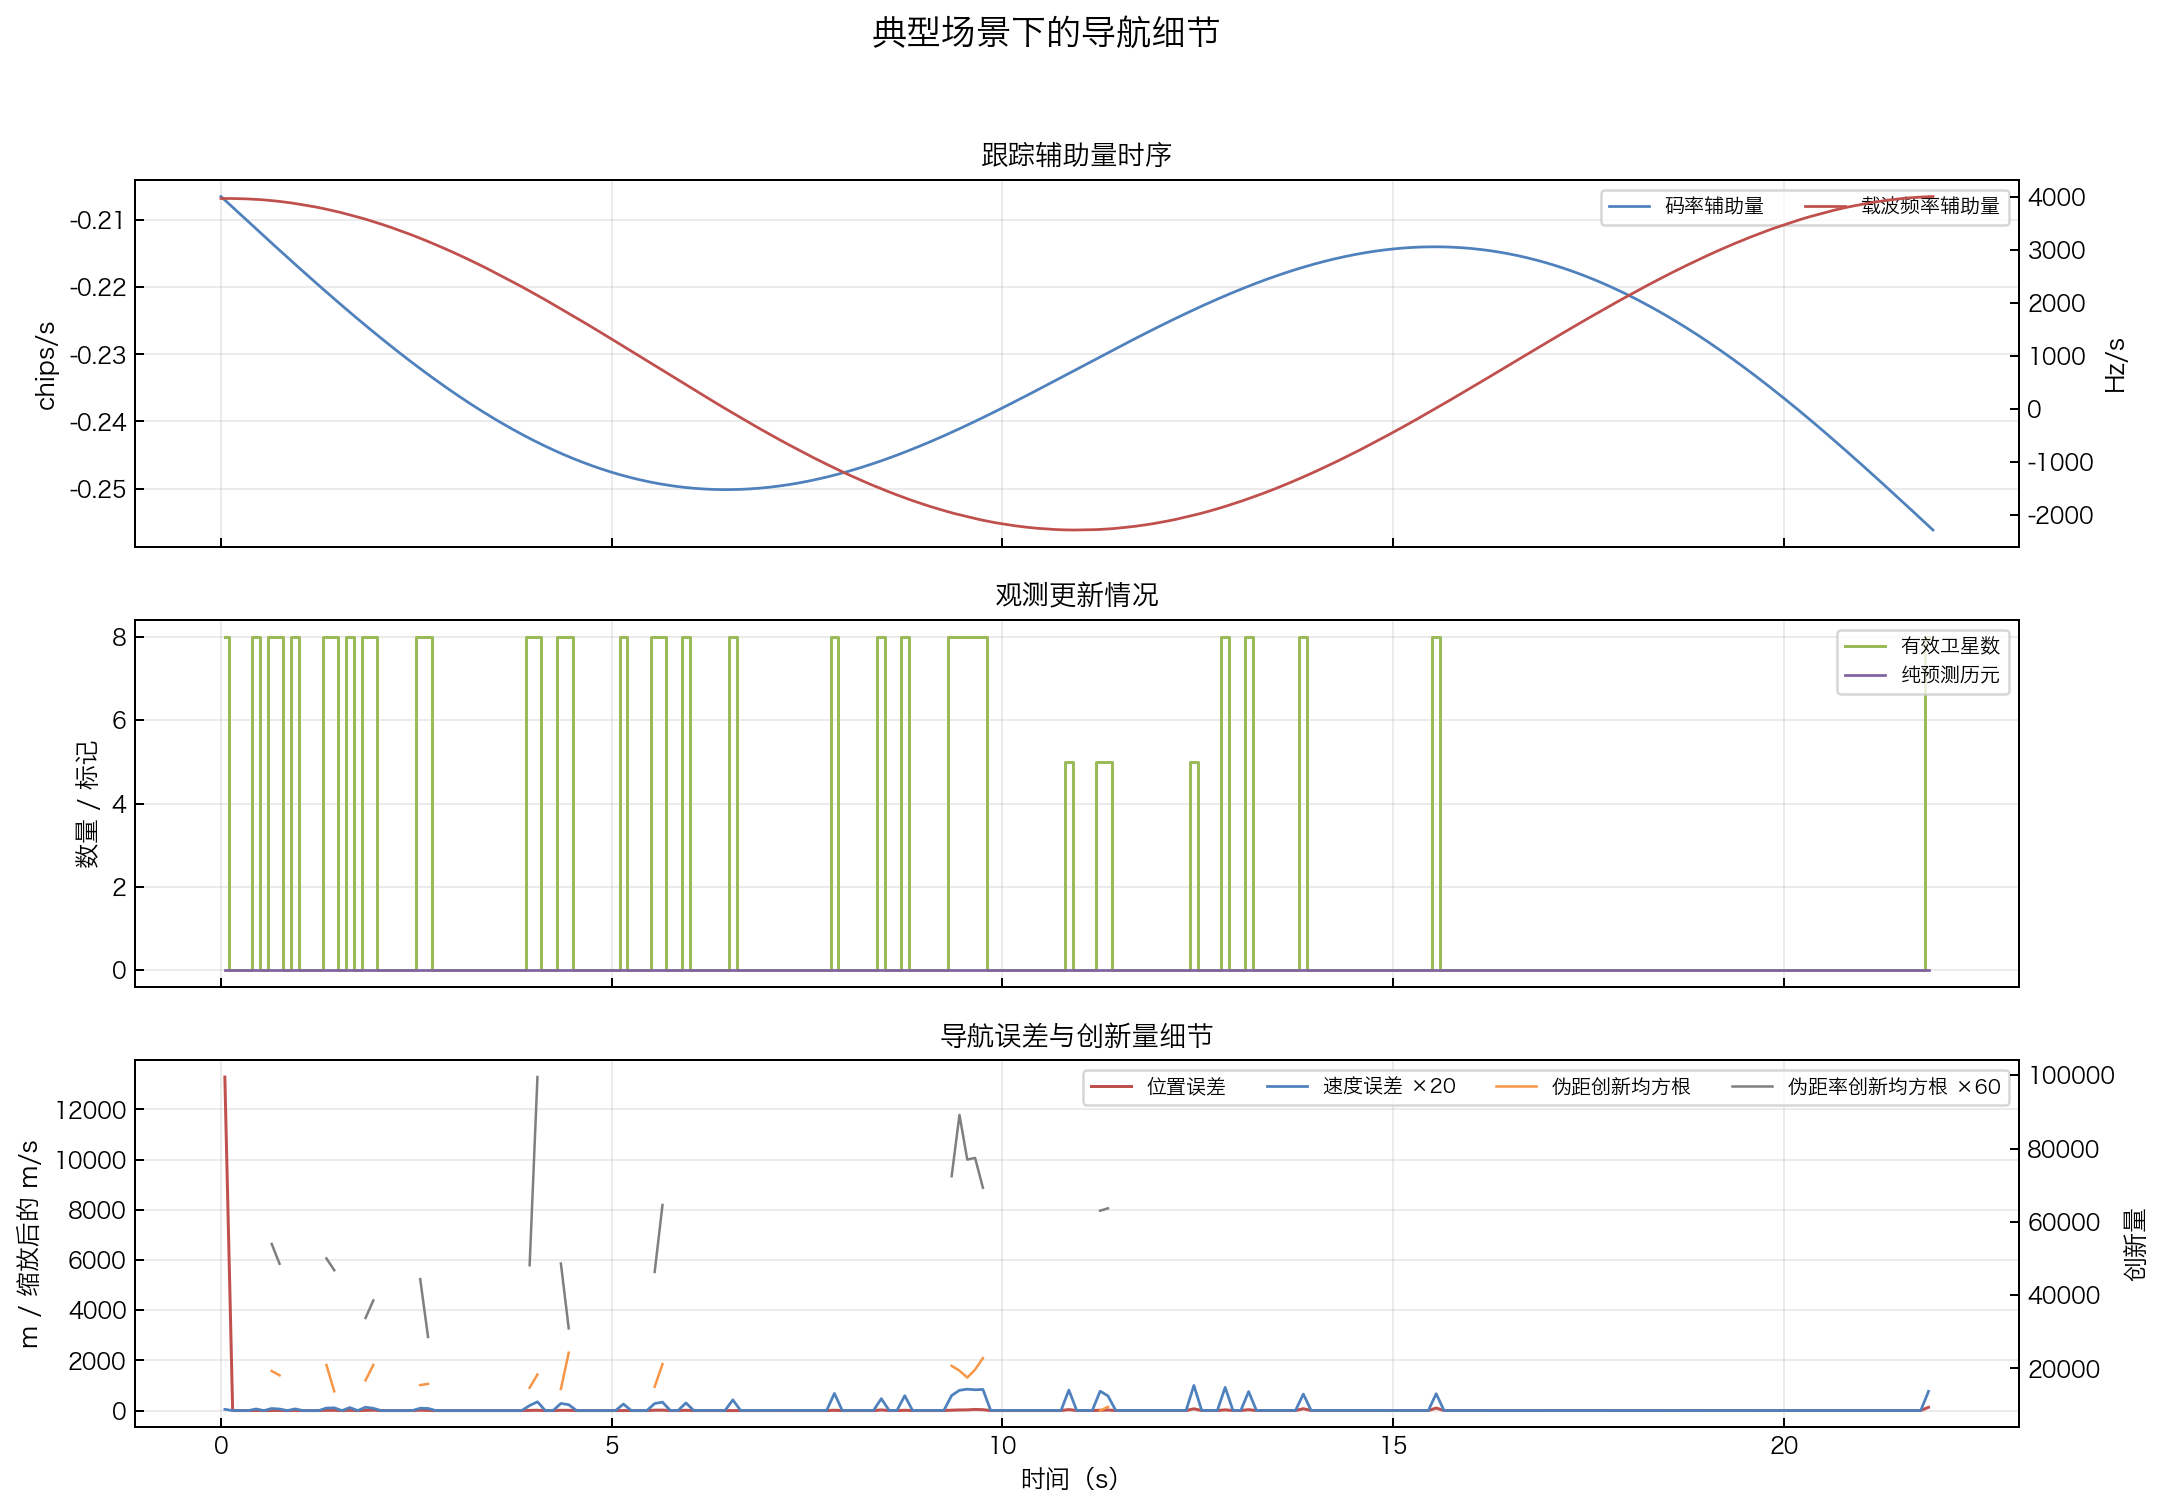 典型场景下的导航细节
跟踪辅助量时序
码率辅助量 载波频率辅助量
-0.21
-0.22
-0.23
-0.24
-0.25
chips/s
4000
3000
2000
1000
0
-1000
-2000
Hz/s
观测更新情况
有效卫星数
纯预测历元
8
6
4
2
0
数量 / 标记
导航误差与创新量细节
位置误差 速度误差 ×20 伪距创新均方根 伪距率创新均方根 ×60
12000
10000
8000
6000
4000
2000
0
m / 缩放后的 m/s
100000
80000
60000
40000
20000
创新量
0 5 10 15 20
时间（s）